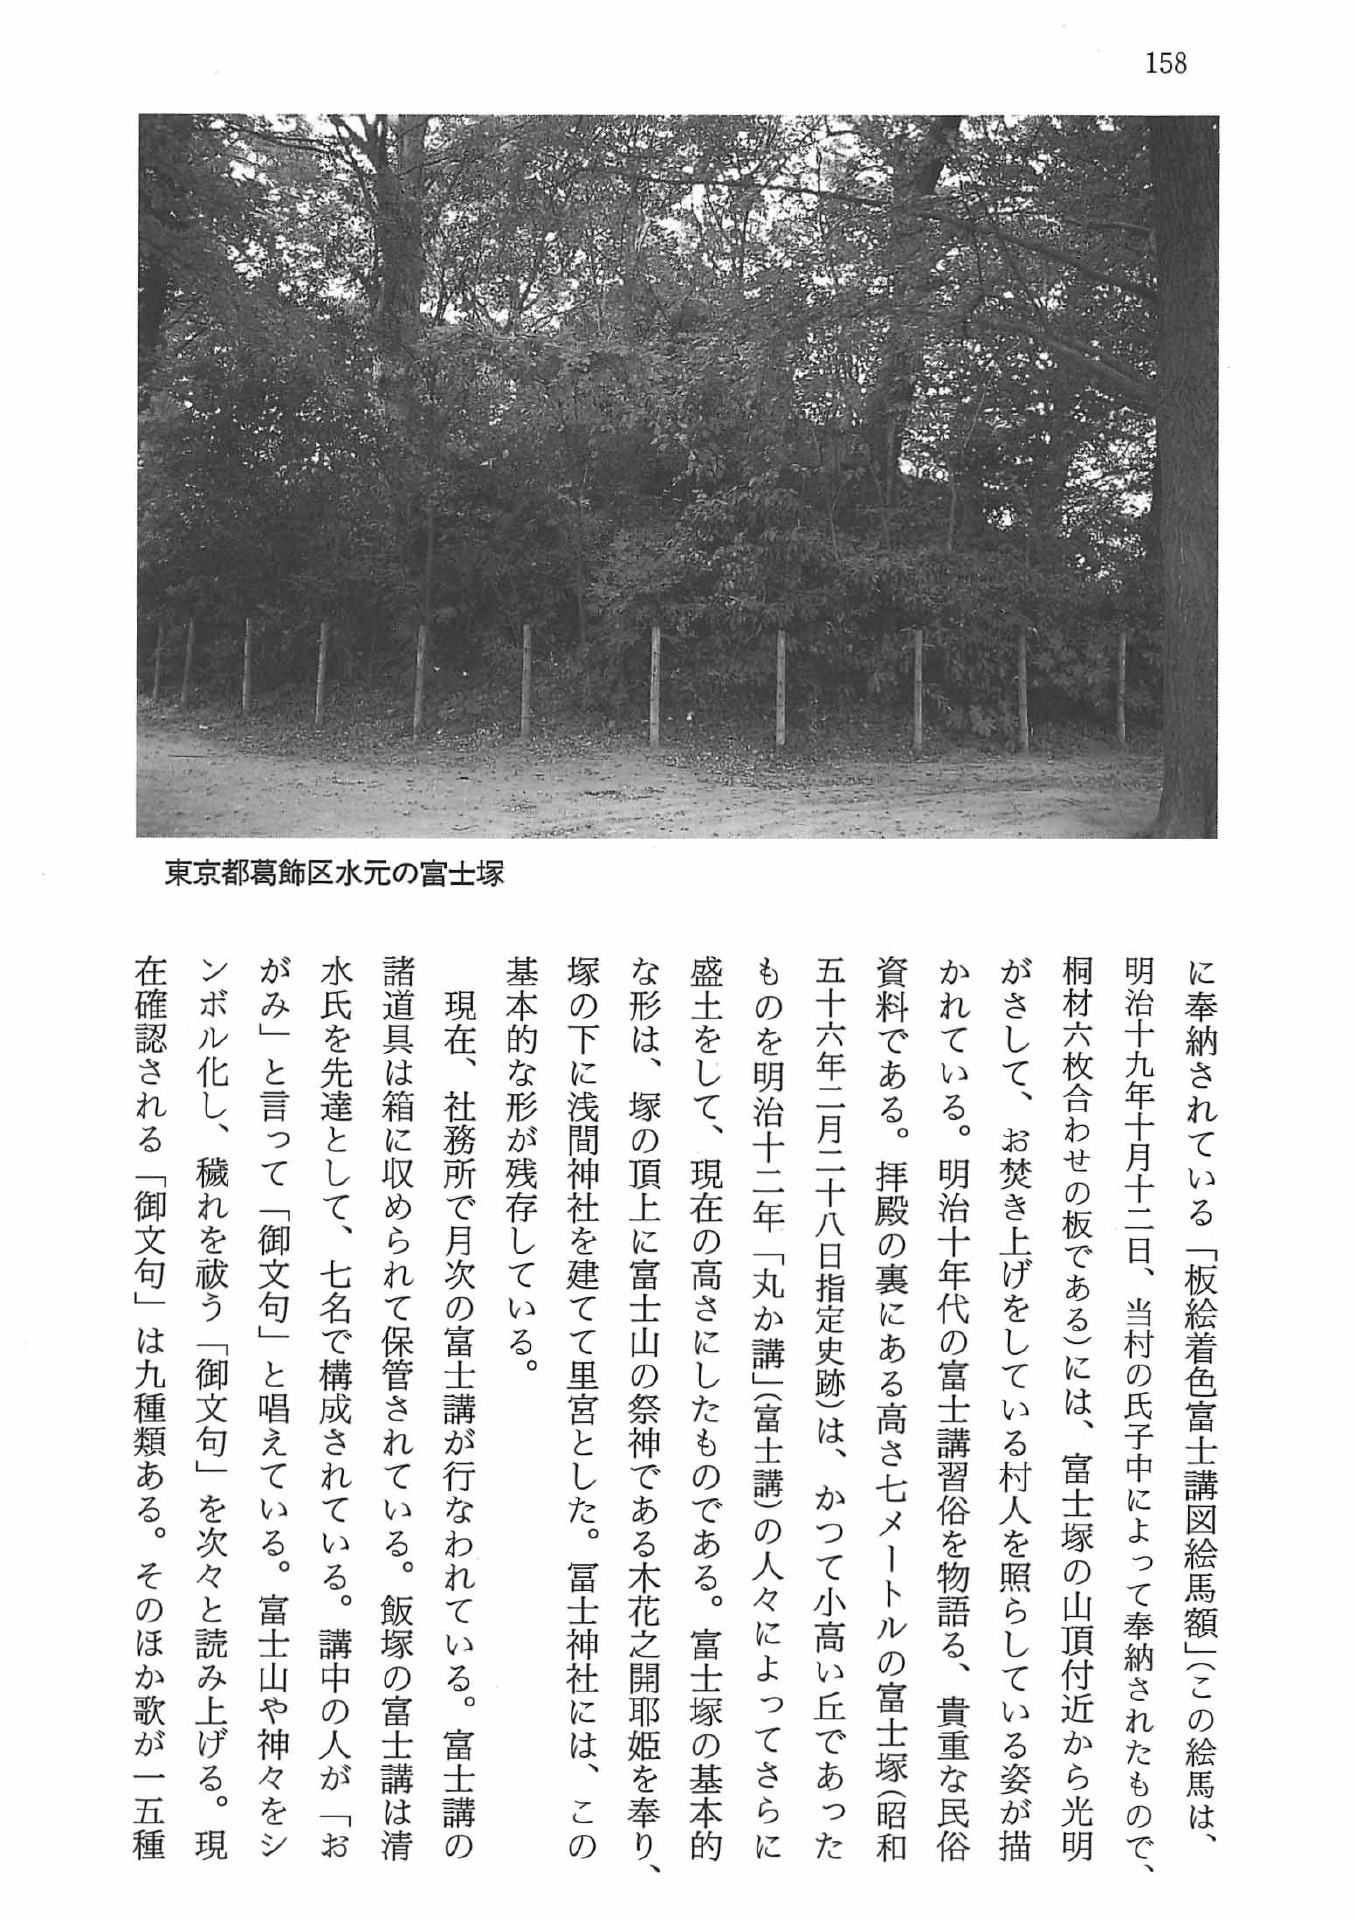 158
東京都葛飾区水元の富士塚
に奉納されている「板絵着色富士講図絵馬額」（この絵馬は、
明治十九年十月十二日、当村の氏子中によって奉納されたもので、
桐材六枚合わせの板である）には、富士塚の山頂付近から光明
がさして、お焚き上げをしている村人を照らしている姿が描
かれている。明治十年代の富士講習俗を物語る、貴重な民俗
資料である。拝殿の裏にある高さ七メートルの富士塚（昭和
五十六年二月二十八日指定史跡）は、かつて小高い丘であった
ものを明治十二年「丸か講」（富士講）の人々によってさらに
盛土をして、現在の高さにしたものである。富士塚の基本的
な形は、塚の頂上に富士山の祭神である木花之開耶姫を奉り、
塚の下に浅間神社を建てて里宮とした。冨士神社には、この
基本的な形が残存している。
現在、社務所で月次の富士講が行なわれている。富士講の
諸道具は箱に収められて保管されている。飯塚の富士講は清
水氏を先達として、七名で構成されている。講中の人が「お
がみ」と言って「御文句」と唱えている。富士山や神々をシ
ンボル化し、穢れを祓う「御文句」を次々と読み上げる。現
在確認される「御文句」は九種類ある。そのほか歌が一五種